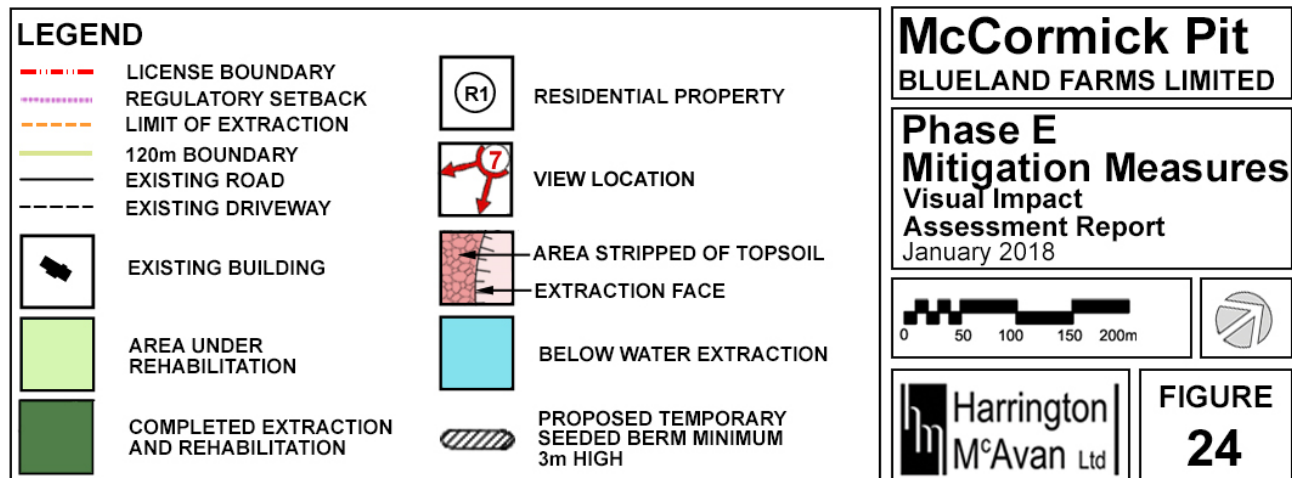 LEGEND
LICENSE BOUNDARY
REGULATORY SETBACK
LIMIT OF EXTRACTION
120m BOUNDARY
EXISTING ROAD
EXISTING DRIVEWAY
EXISTING BUILDING
AREA UNDER
REHABILITATION
COMPLETED EXTRACTION
AND REHABILITATION
R1
RESIDENTIAL PROPERTY
7
VIEW LOCATION
AREA STRIPPED OF TOPSOIL
EXTRACTION FACE
BELOW WATER EXTRACTION
PROPOSED TEMPORARY
SEEDED BERM MINIMUM
3m HIGH
McCormick Pit
BLUELAND FARMS LIMITED
Phase E
Mitigation Measures
Visual Impact
Assessment Report
January 2018
0 50 100 150 200m
hm
Harrington
McAvan Ltd
FIGURE
24